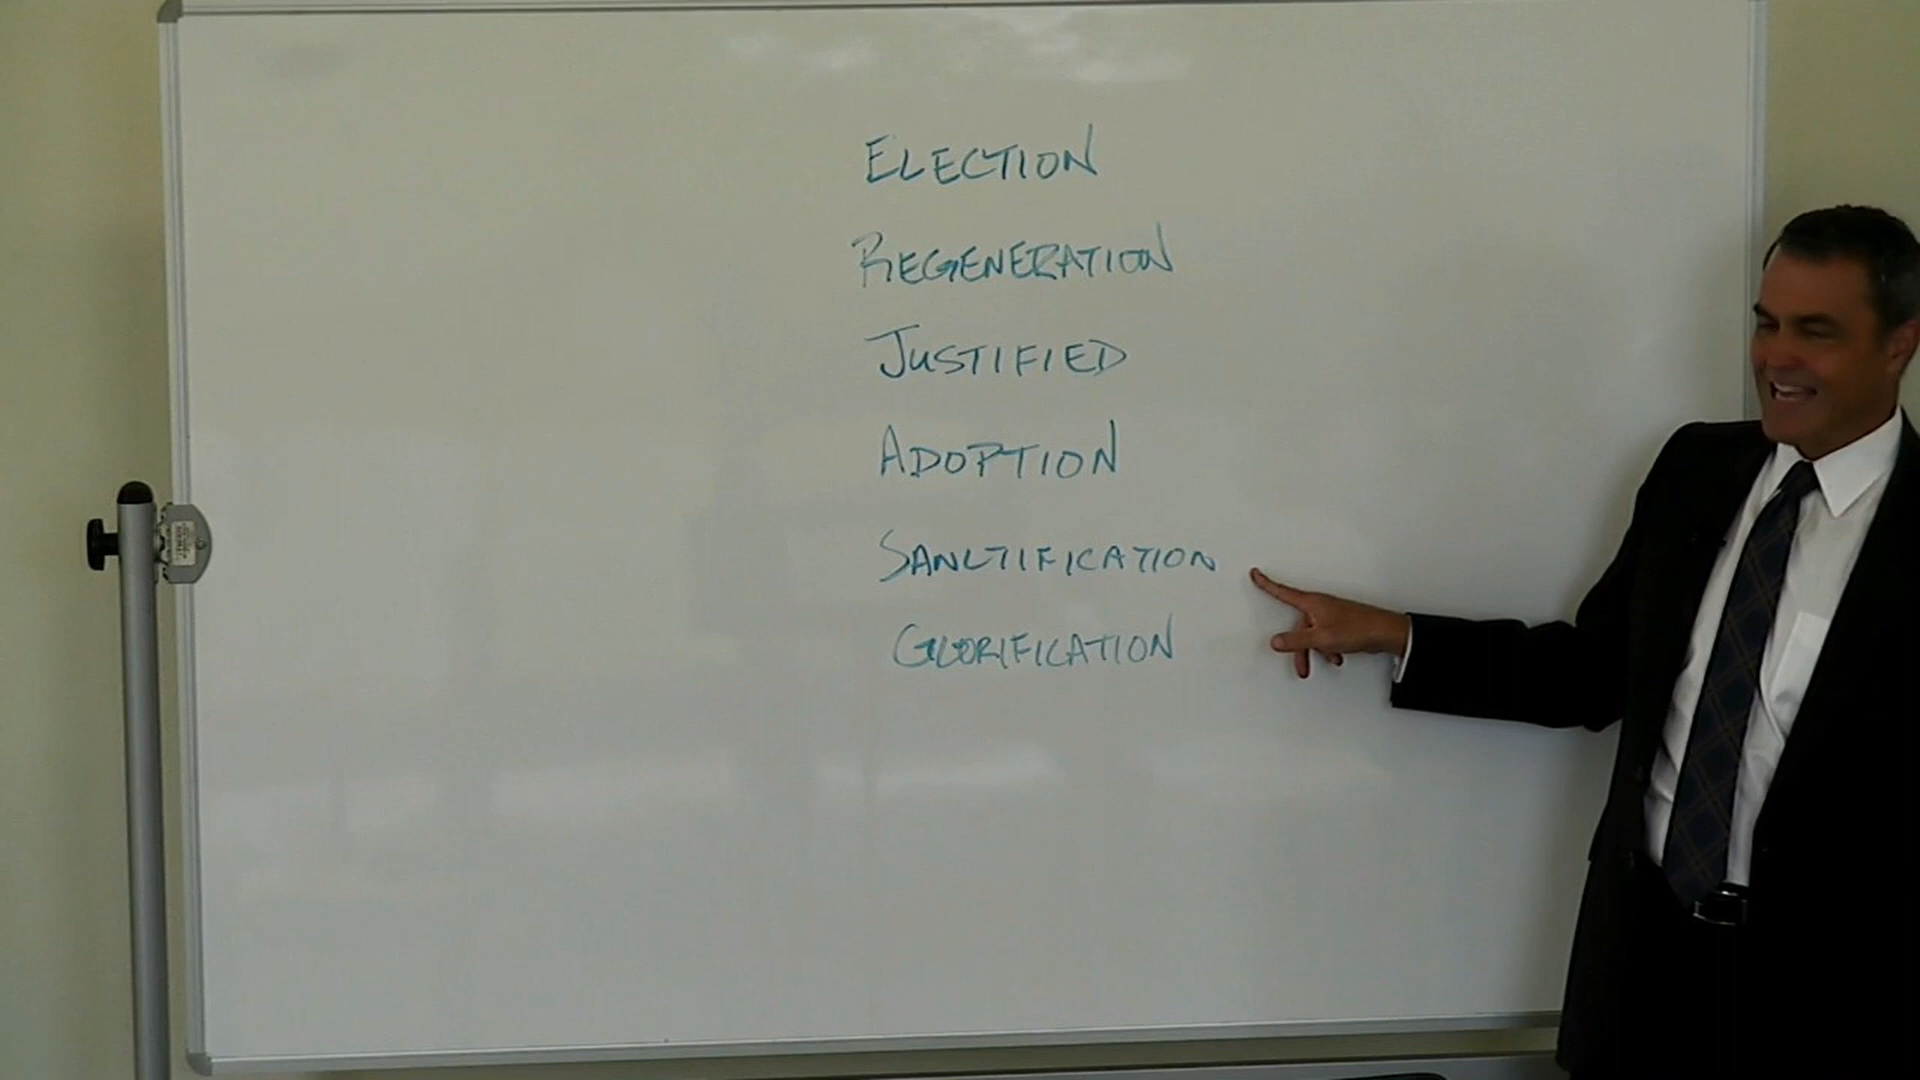 ELECTION
REGENERATION
JUSTIFIED
ADOPTION
SANCTIFICATION
GLORIFICATION